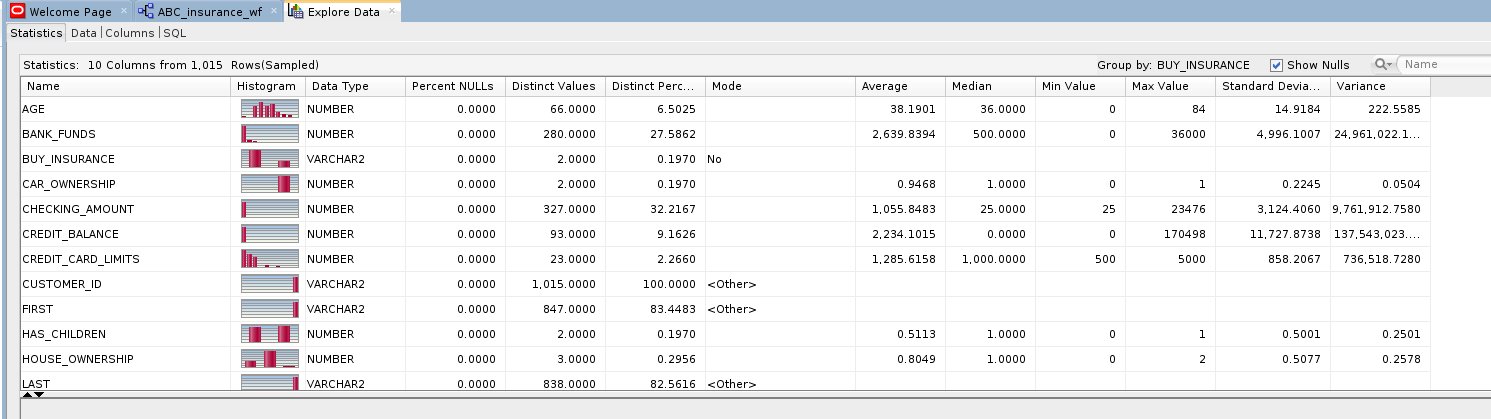 Welcome Page ABC_insurance_wf Explore Data
Statistics Data Columns SQL
Statistics: 10 Columns from 1,015 Rows(Sampled) Group by: BUY_INSURANCE Show Nulls Name
Name Histogram Data Type Percent NULLs Distinct Values Distinct Perc... Mode Average Median Min Value Max Value Standard Devia... Variance
AGE NUMBER 0.0000 66.0000 6.5025 38.1901 36.0000 0 84 14.9184 222.5585
BANK_FUNDS NUMBER 0.0000 280.0000 27.5862 2,639.8394 500.0000 0 36000 4,996.1007 24,961,022.1...
BUY_INSURANCE VARCHAR2 0.0000 2.0000 0.1970 No
CAR_OWNERSHIP NUMBER 0.0000 2.0000 0.1970 0.9468 1.0000 0 1 0.2245 0.0504
CHECKING_AMOUNT NUMBER 0.0000 327.0000 32.2167 1,055.8483 25.0000 25 23476 3,124.4060 9,761,912.7580
CREDIT_BALANCE NUMBER 0.0000 93.0000 9.1626 2,234.1015 0.0000 0 170498 11,727.8738 137,543,023....
CREDIT_CARD_LIMITS NUMBER 0.0000 23.0000 2.2660 1,285.6158 1,000.0000 500 5000 858.2067 736,518.7280
CUSTOMER_ID VARCHAR2 0.0000 1,015.0000 100.0000 <Other>
FIRST VARCHAR2 0.0000 847.0000 83.4483 <Other>
HAS_CHILDREN NUMBER 0.0000 2.0000 0.1970 0.5113 1.0000 0 1 0.5001 0.2501
HOUSE_OWNERSHIP NUMBER 0.0000 3.0000 0.2956 0.8049 1.0000 0 2 0.5077 0.2578
LAST VARCHAR2 0.0000 838.0000 82.5616 <Other>